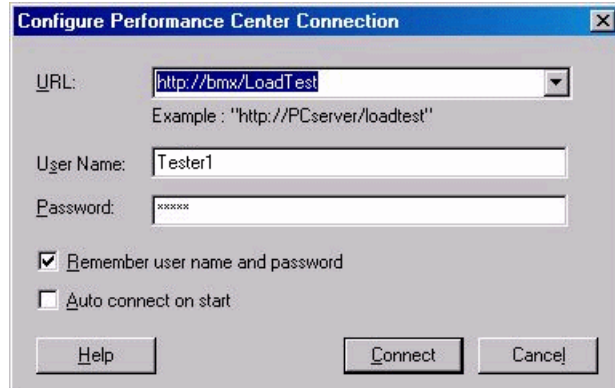 Configure Performance Center Connection
URL: http://bmx/LoadTest
Example : "http://PCserver/loadtest"
User Name: Tester1
Password: *****
Remember user name and password
Auto connect on start
Help Connect Cancel